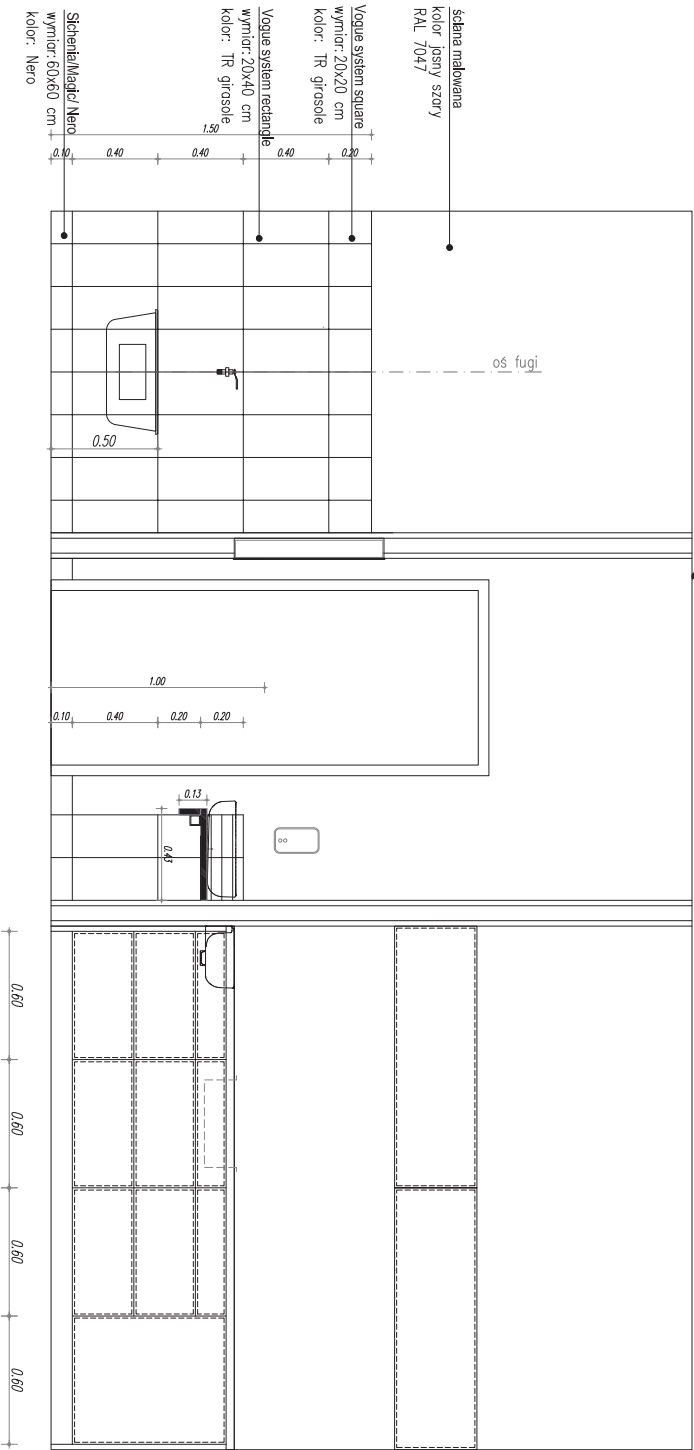 ściana malowana
kolor jasny szary
RAL 7047
Vogue system square
wymiar: 20x20 cm
kolor: TR girasole
Vogue system rectangle
wymiar: 20x40 cm
kolor: TR girasole
Sichenia/Magic/ Nero
wymiar: 60x60 cm
kolor: Nero
1.50
0.10
0.40
0.40
0.40
0.20
oś fugi
0.50
1.00
0.10
0.40
0.20
0.20
0.13
0.43
0.60
0.60
0.60
0.60